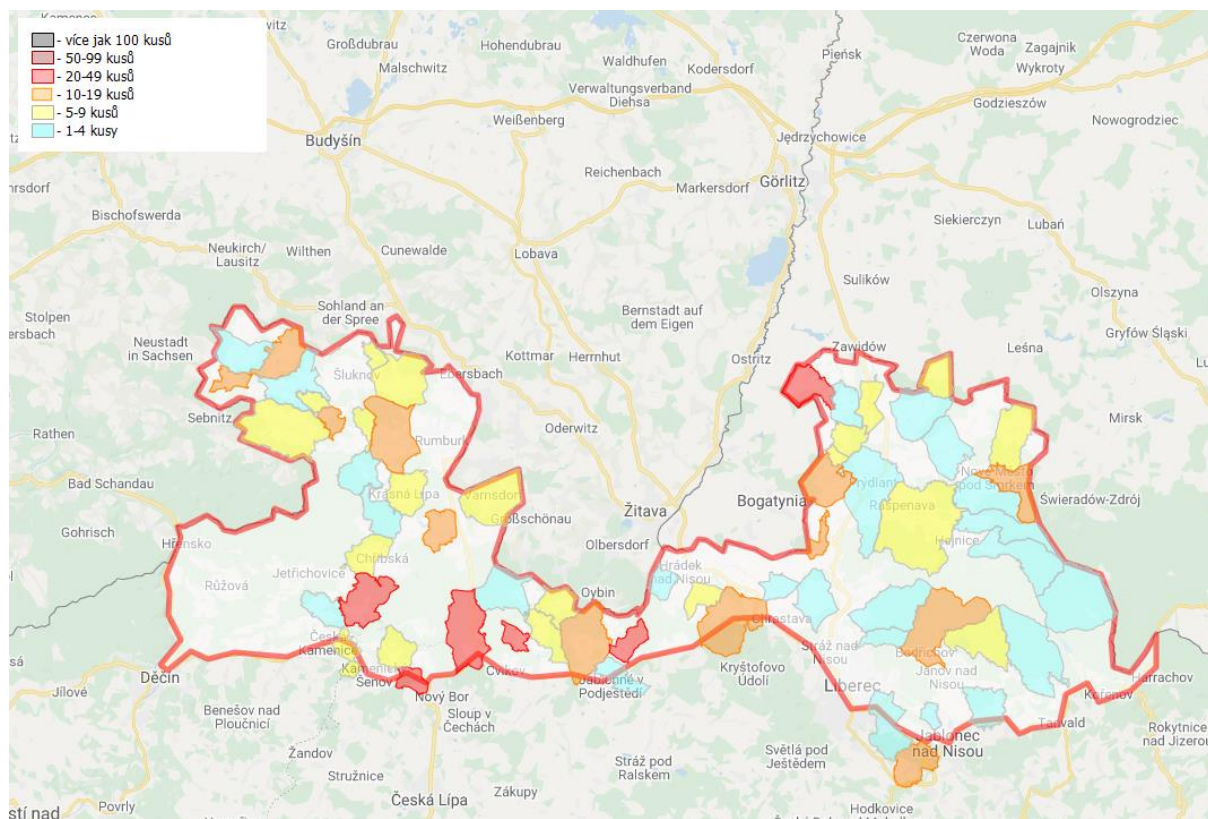 - více jak 100 kusů
- 50-99 kusů
- 20-49 kusů
- 10-19 kusů
- 5-9 kusů
- 1-4 kusy
Großdubrau
Hohendubrau
Malschwitz
Waldhufen
Kodersdorf
Pieńsk
Czerwona
Woda
Zagajnik
Wykroty
Verwaltungsverband
Diehsa
Godzieszów
Weißenberg
Budyšín
Jędrzychowice
Nowogrodziec
Reichenbach
Görlitz
Markersdorf
Bischofswerda
Siekierczyn
Lubań
Neukirch/
Lausitz
Wilthen
Cunewalde
Lobava
Sulików
Olszyna
Sohland an
der Spree
Bernstadt auf
dem Eigen
Stolpen
Neustadt
in Sachsen
Gryfów Śląski
Kottmar
Herrnhut
Ostritz
Zawidów
Leśna
Šluknov
Ebersbach
Sebnitz
Mirsk
Rathen
Oderwitz
Rumburk
Bad Schandau
Krásná Lípa
Varnsdorf
Großschönau
Žitava
Bogatynia
Frýdlant
Raspenava
Nové Město
pod Smrkem
Świeradów-Zdrój
Gohrisch
Hřensko
Olbersdorf
Hejnice
Chřibská
Jetřichovice
Růžová
Oybin
Hrádek
nad Nisou
Chrastava
Česká
Kamenice
Kamenický
Šenov
Stráž nad
Nisou
Bedřichov
Janov nad
Nisou
Děčín
Cvikov
Jablonné v
Podještědí
Kryštofovo
Údolí
Liberec
Harrachov
Kořenov
Jílové
Nový Bor
Benešov nad
Ploučnicí
Sloup v
Čechách
Tanvald
Rokytnice
nad Jizerou
Jablonec
nad Nisou
Žandov
Stráž pod
Ralskem
Světlá pod
Ještědem
Stružnice
Zákupy
Česká Lípa
Povrly
Hodkovice